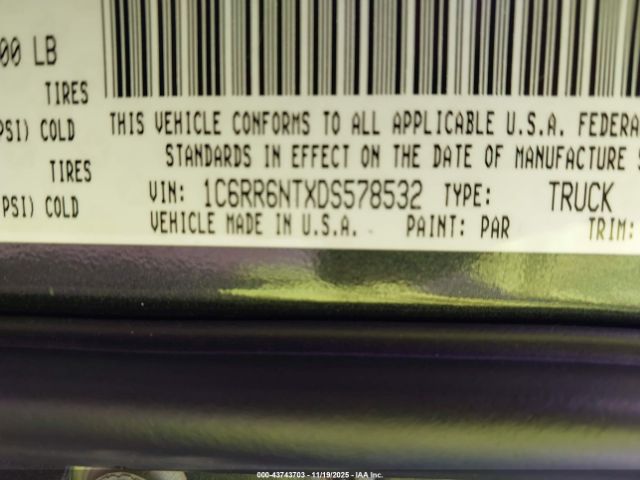 00 LB
TIRES
PSI) COLD
TIRES
PSI) COLD
THIS VEHICLE CONFORMS TO ALL APPLICABLE U.S.A. FEDERA
STANDARDS IN EFFECT ON THE DATE OF MANUFACTURE S
VIN: 1C6RR6NTXDS578532 TYPE: TRUCK
VEHICLE MADE IN U.S.A. PAINT: PAR TRIM:
000-43743703 - 11/19/2025 - IAA Inc.